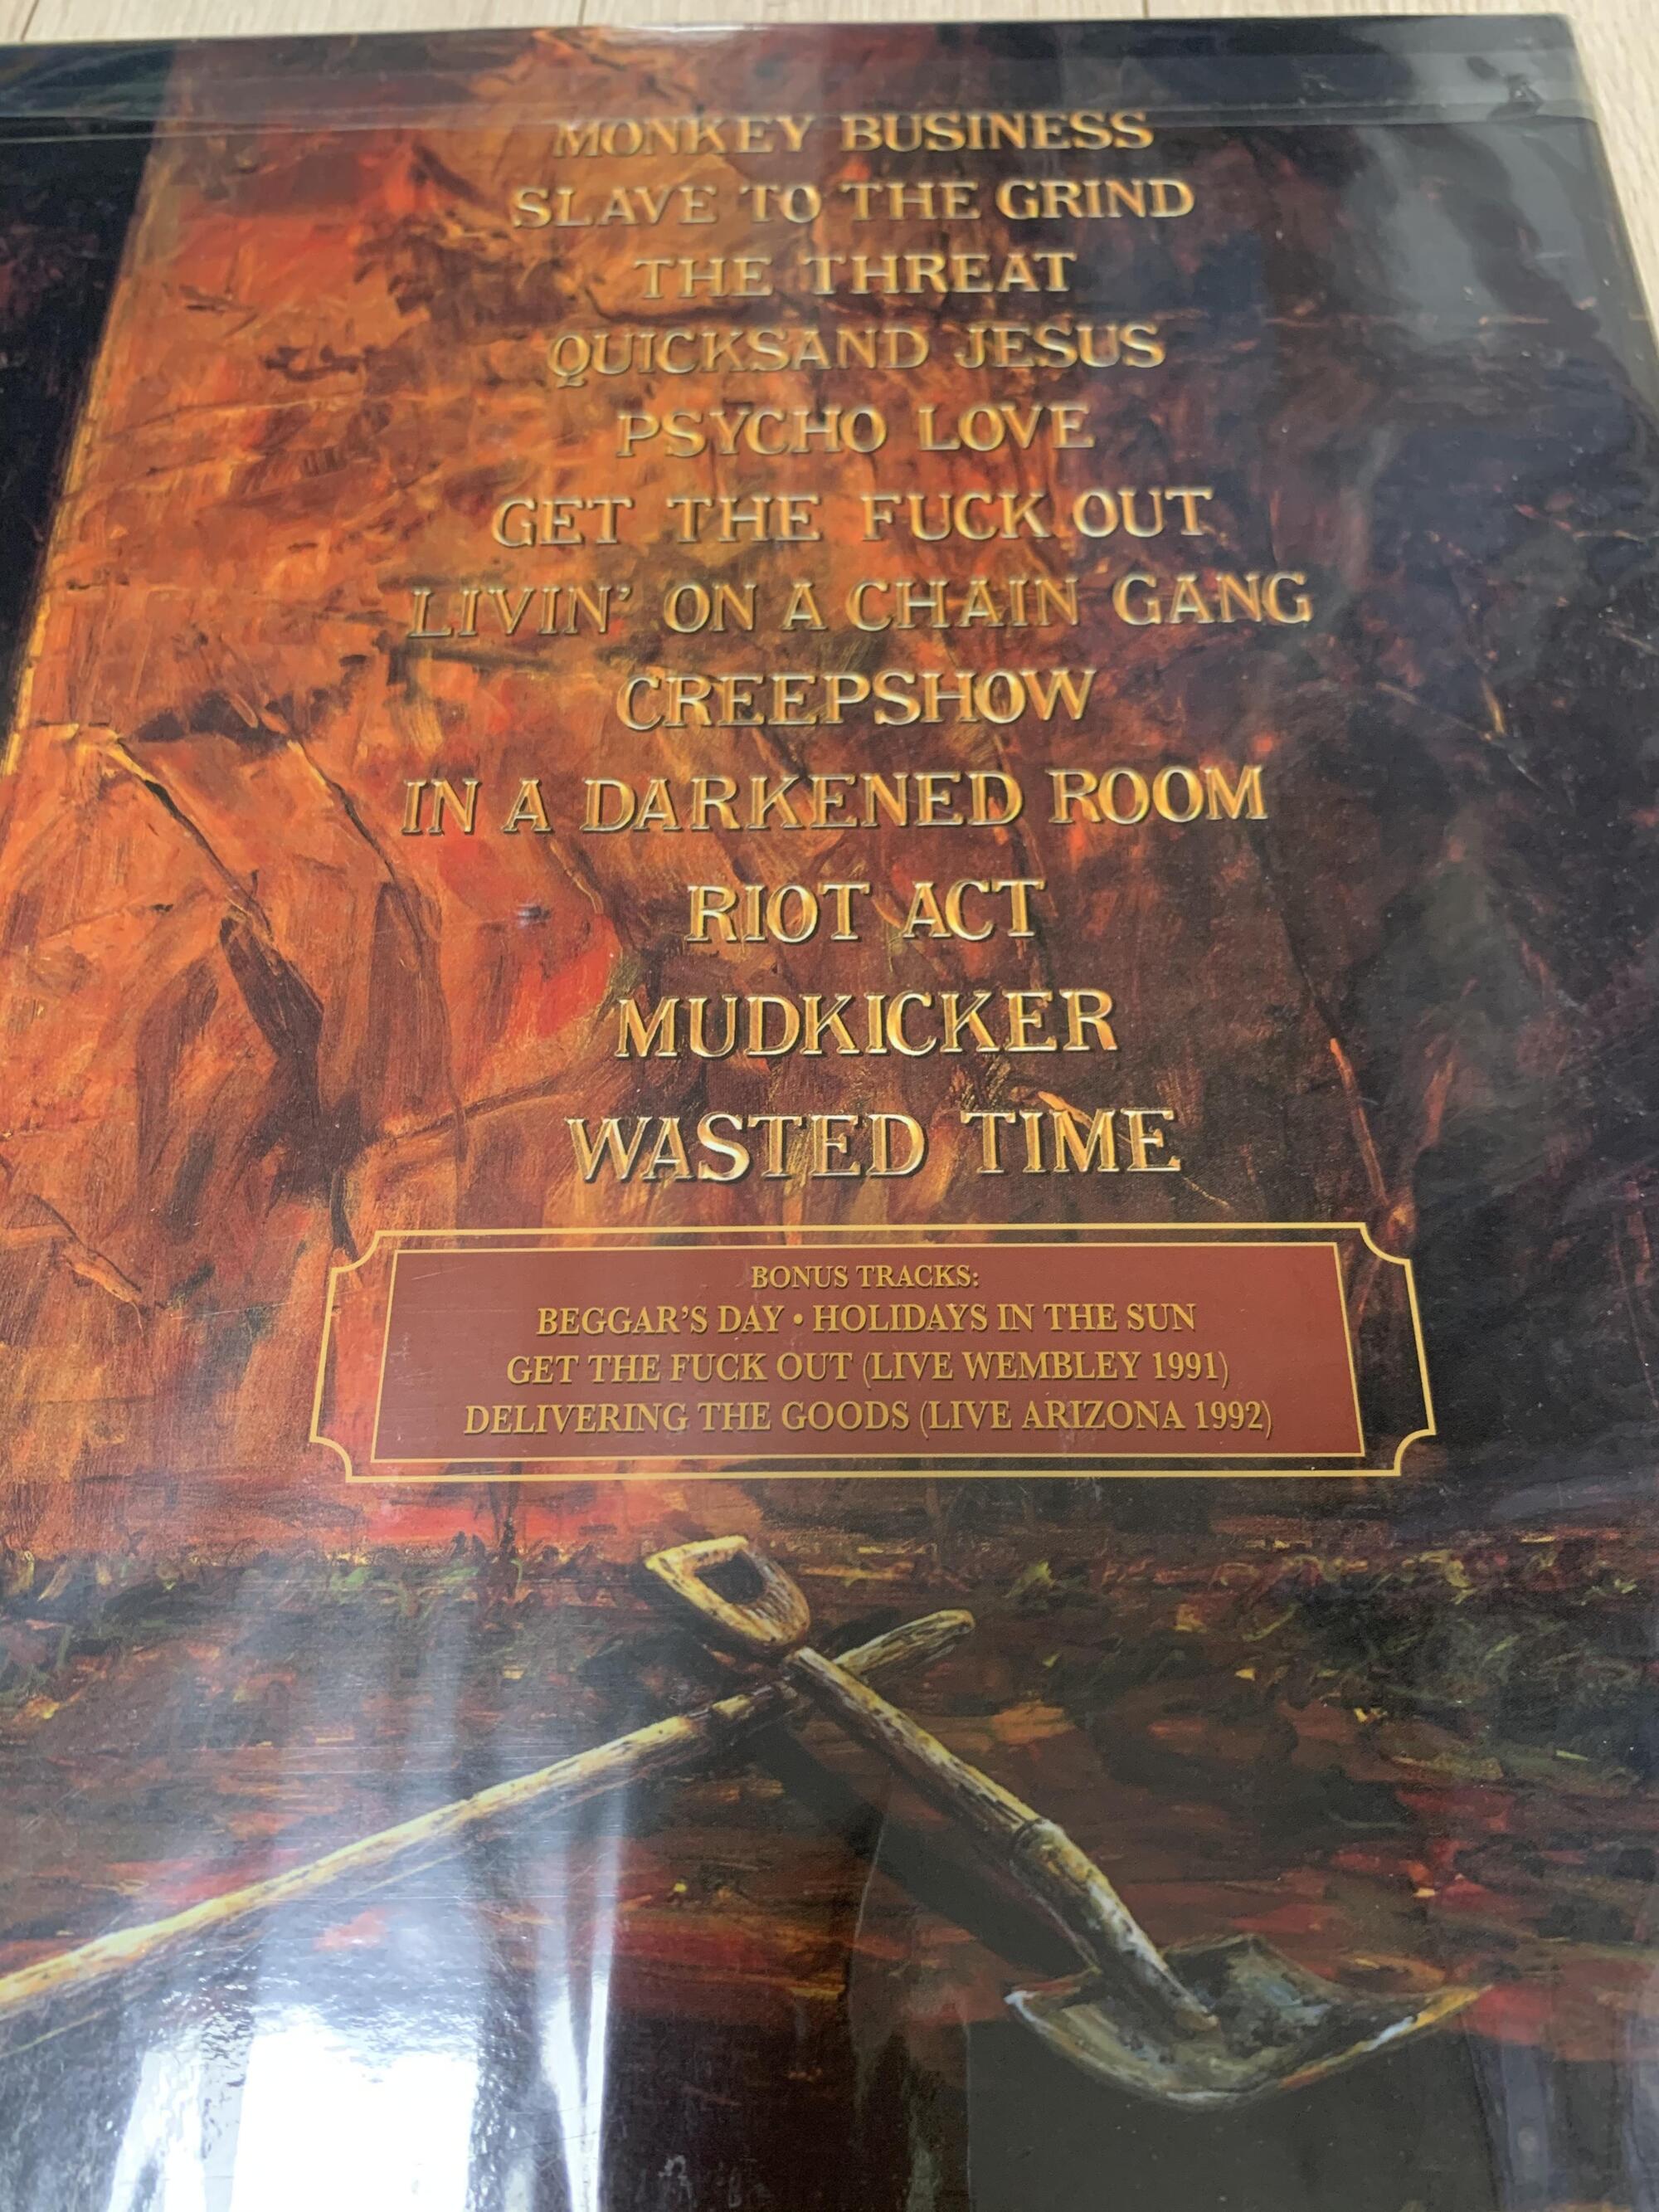 MONKEY BUSINESS
SLAVE TO THE GRIND
THE THREAT
QUICKSAND JESUS
PSYCHO LOVE
GET THE FUCK OUT
LIVIN' ON A CHAIN GANG
CREEPSHOW
IN A DARKENED ROOM
RIOT ACT
MUDKICKER
WASTED TIME
BONUS TRACKS:
BEGGAR'S DAY • HOLIDAYS IN THE SUN
GET THE FUCK OUT (LIVE WEMBLEY 1991)
DELIVERING THE GOODS (LIVE ARIZONA 1992)